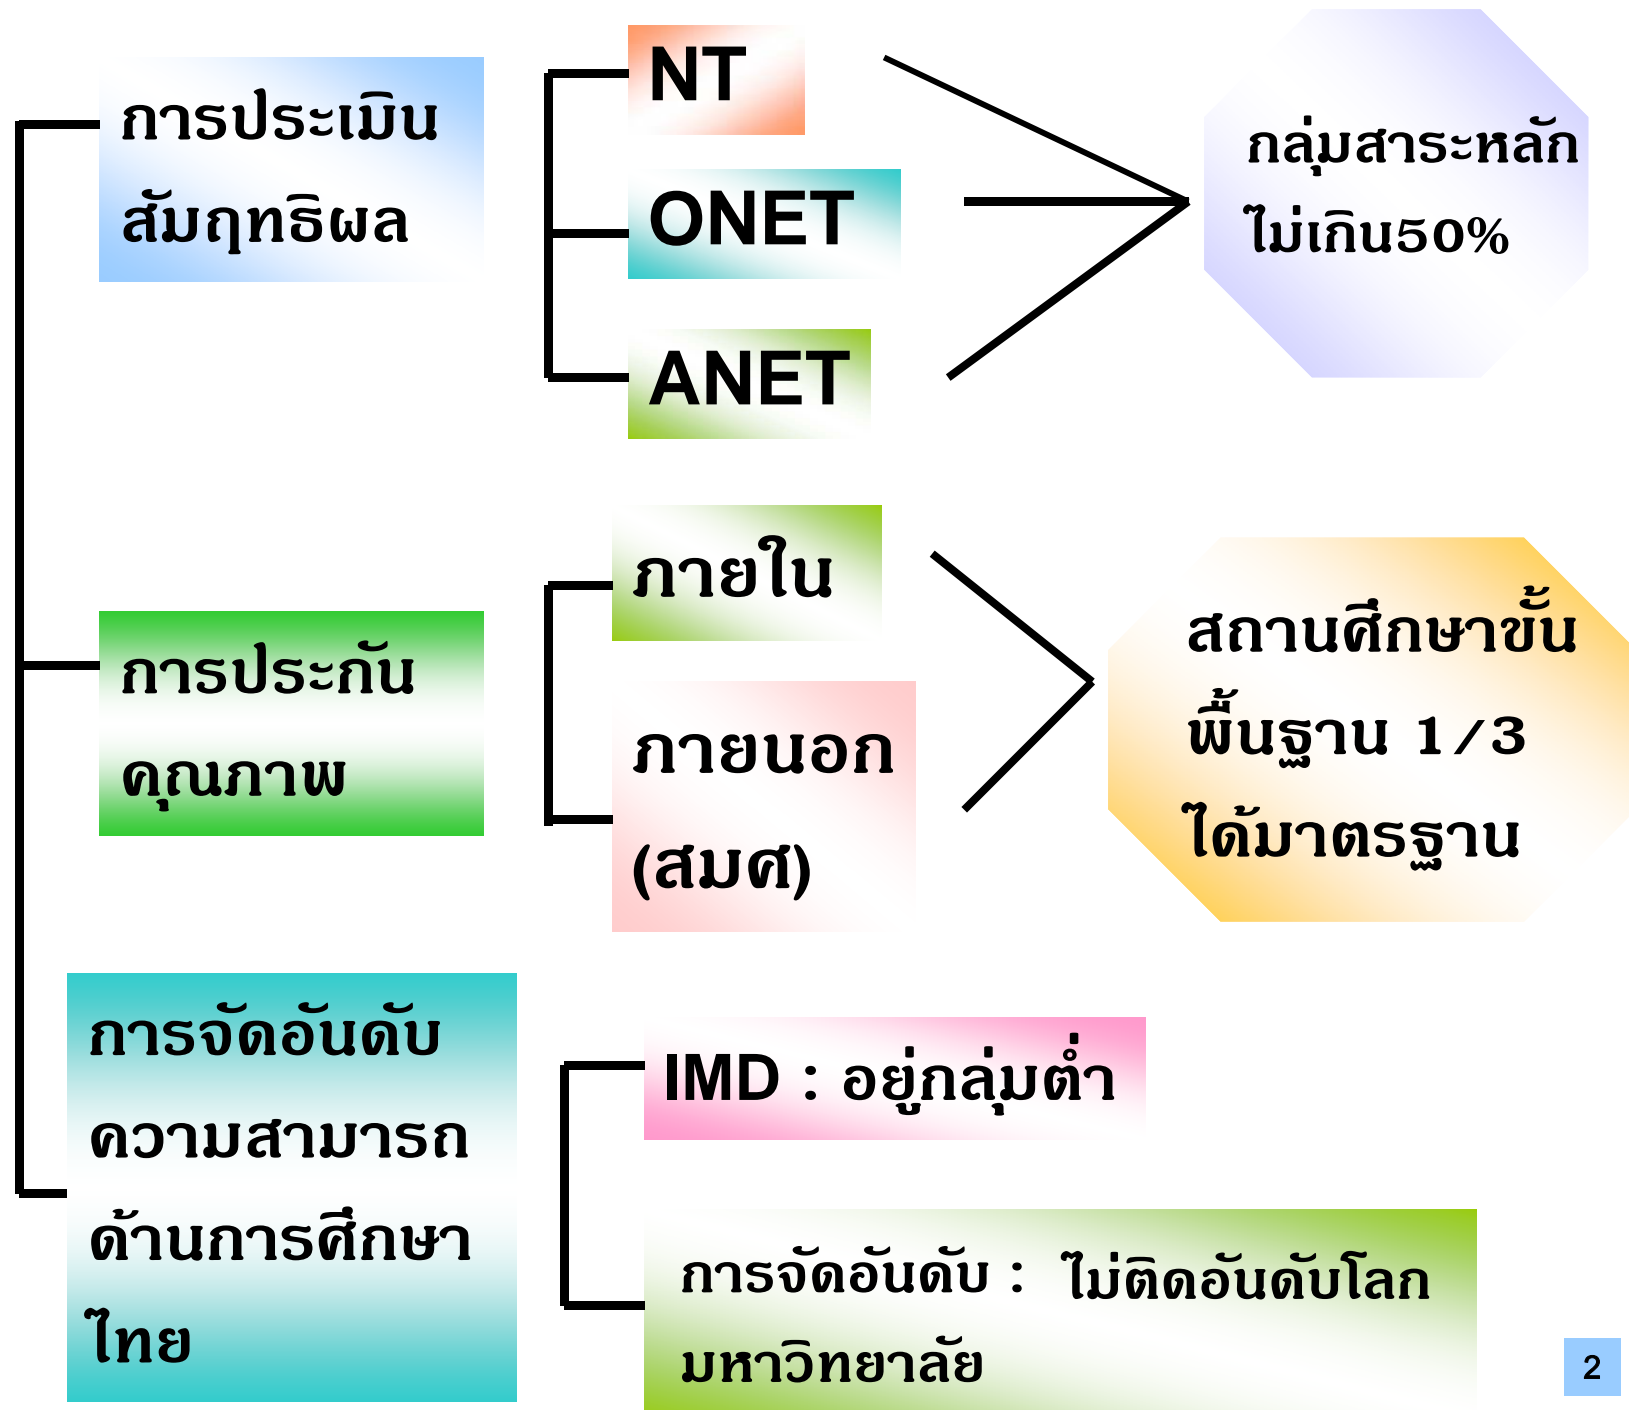 การประเมิน
สัมฤทธิผล
NT
ONET
ANET
กลุ่มสาระหลัก
ไม่เกิน50%
การประกัน
คุณภาพ
ภายใน
ภายนอก
(สมศ)
สถานศึกษาขั้น
พื้นฐาน 1/3
ได้มาตรฐาน
การจัดอันดับ
ความสามารถ
ด้านการศึกษา
ไทย
IMD : อยู่กลุ่มต่ำ
การจัดอันดับ : ไม่ติดอันดับโลก
มหาวิทยาลัย
2